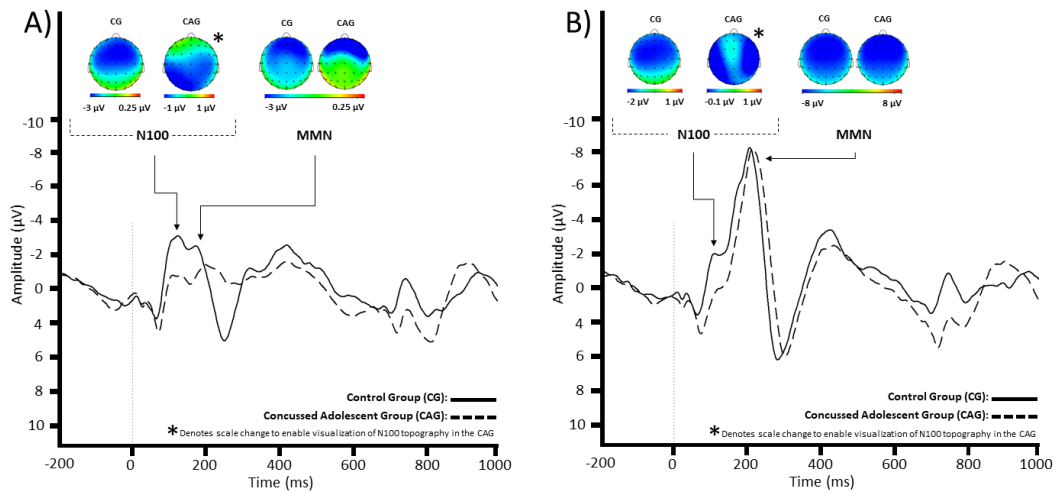 A)
CG CAG * CG CAG
-3 µV 0.25 µV -1 µV 1 µV -3 µV 0.25 µV
N100 MMN
-10
-8
-6
-4
-2
0
4
6
8
10
Amplitude (µV)
Control Group (CG):
Concussed Adolescent Group (CAG):
* Denotes scale change to enable visualization of N100 topography in the CAG
-200 0 200 400 600 800 1000
Time (ms)
B)
CG CAG * CG CAG
-2 µV 1 µV -0.1 µV 1 µV -8 µV 8 µV
N100 MMN
-10
-8
-6
-4
-2
0
4
6
8
10
Amplitude (µV)
Control Group (CG):
Concussed Adolescent Group (CAG):
* Denotes scale change to enable visualization of N100 topography in the CAG
-200 0 200 400 600 800 1000
Time (ms)